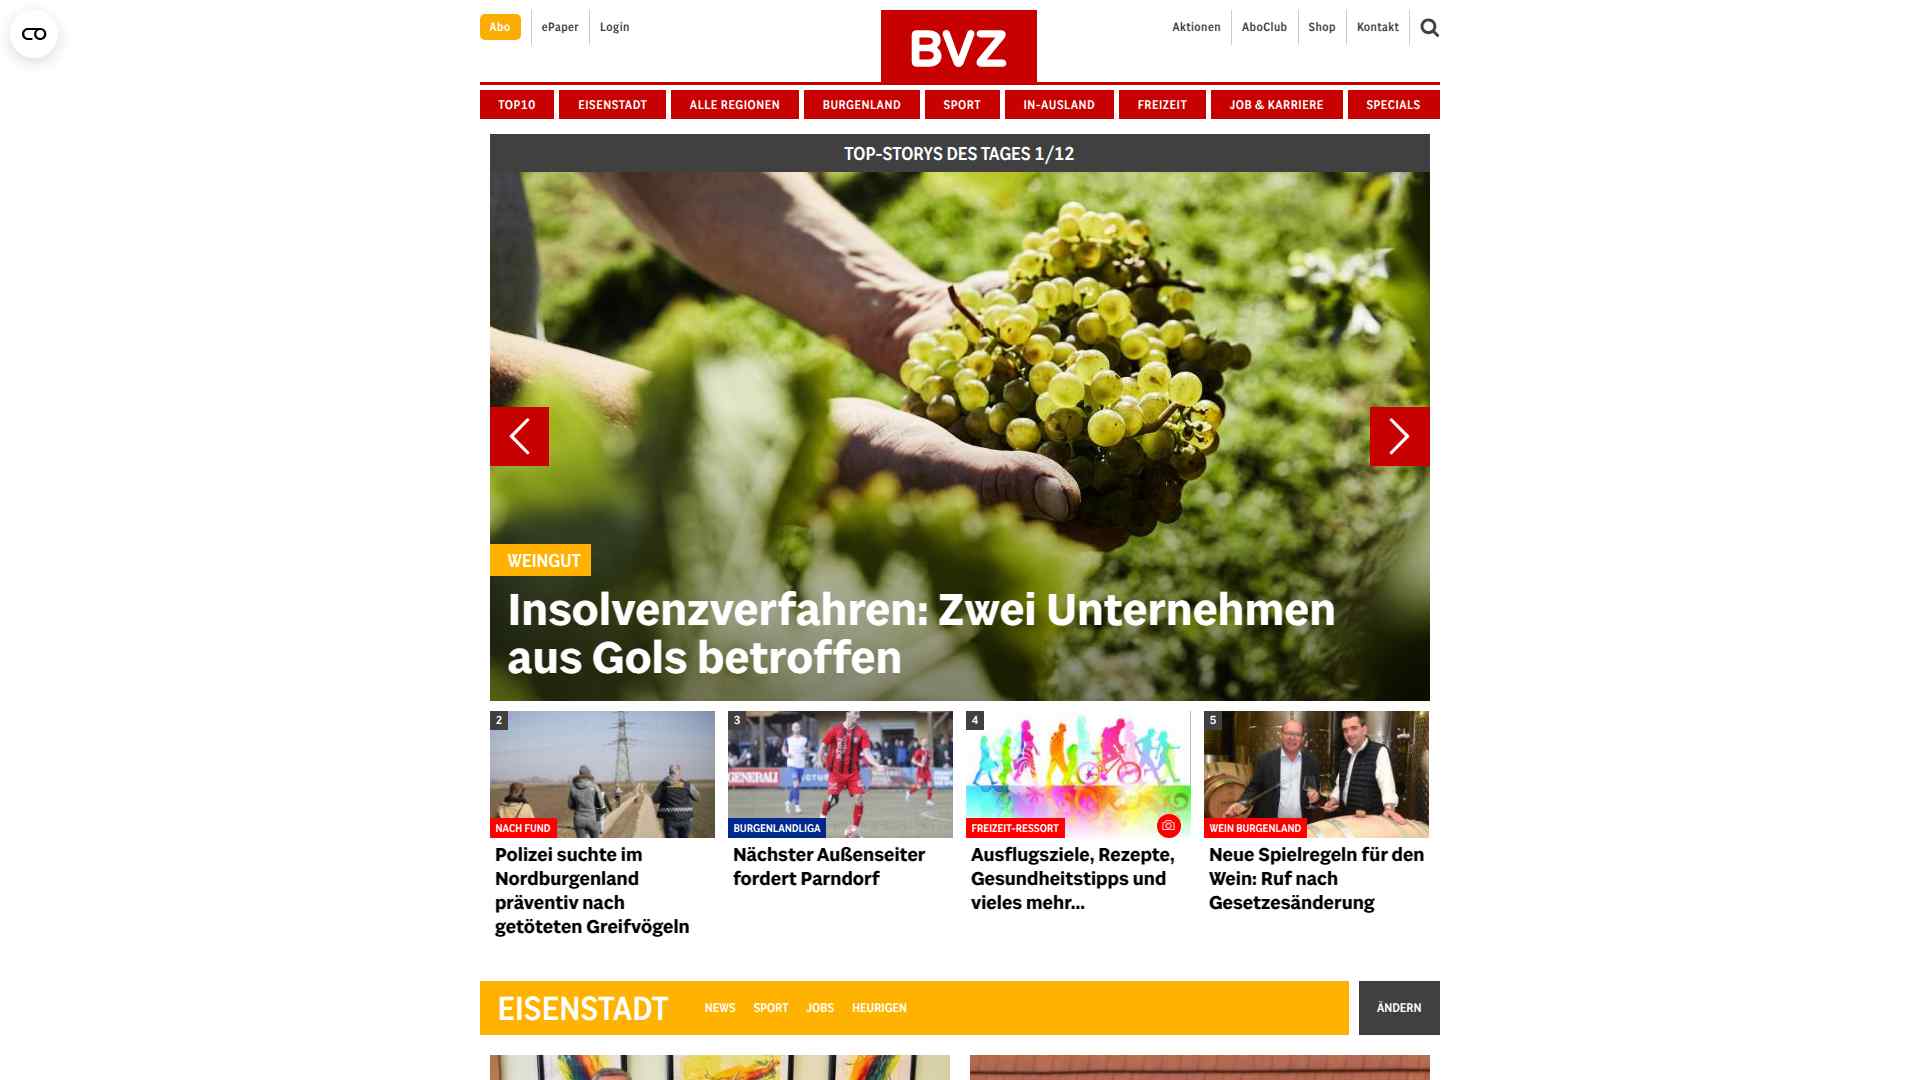 Abo
ePaper
Login
BVZ
Aktionen
AboClub
Shop
Kontakt
TOP10
EISENSTADT
ALLE REGIONEN
BURGENLAND
SPORT
IN-AUSLAND
FREIZEIT
JOB & KARRIERE
SPECIALS
TOP-STORYS DES TAGES 1/12
WEINGUT
Insolvenzverfahren: Zwei Unternehmen
aus Gols betroffen
2
NACH FUND
Polizei suchte im
Nordburgenland
präventiv nach
getöteten Greifvögeln
3
GENERALI
BURGENLANDLIGA
Nächster Außenseiter
fordert Parndorf
4
FREIZEIT-RESSORT
Ausflugsziele, Rezepte,
Gesundheitstipps und
vieles mehr...
5
WEIN BURGENLAND
Neue Spielregeln für den
Wein: Ruf nach
Gesetzesänderung
EISENSTADT
NEWS
SPORT
JOBS
HEURIGEN
ÄNDERN